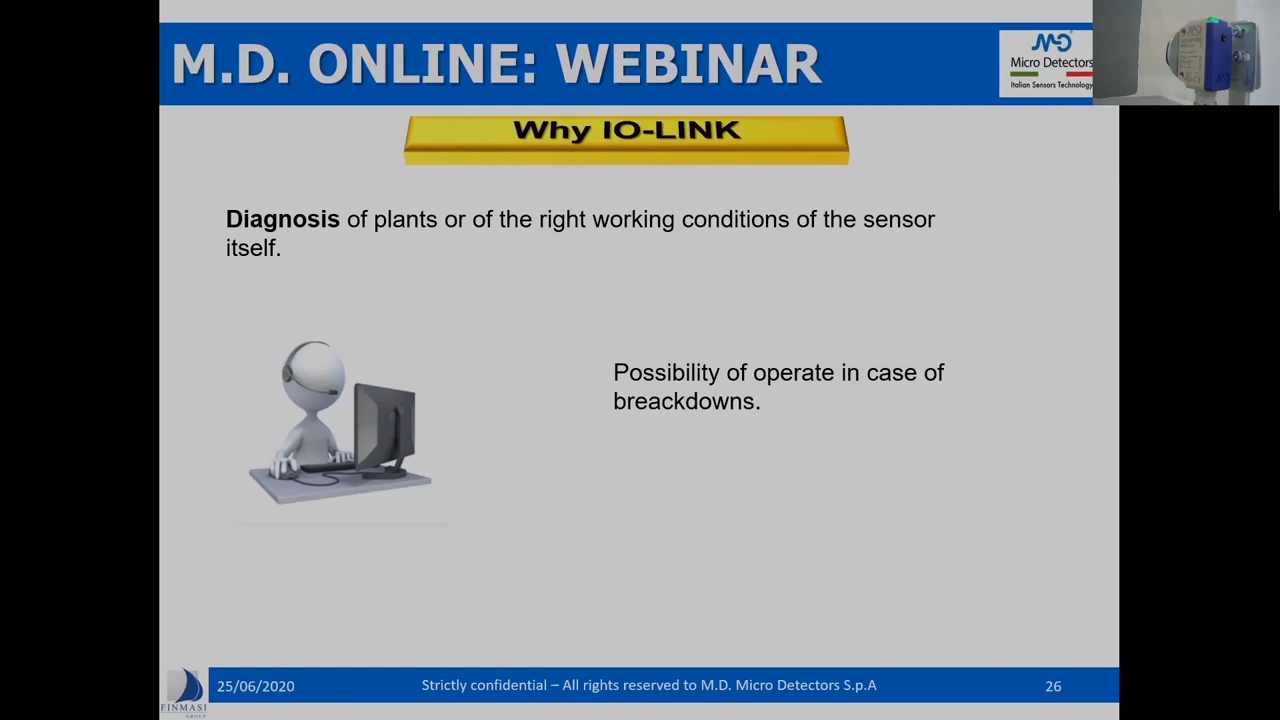 M.D. ONLINE: WEBINAR
Micro Detectors
Italian Sensors Technology
Why IO-LINK
Diagnosis of plants or of the right working conditions of the sensor
itself.
Possibility of operate in case of
breackdowns.
FINMASI
GROUP
25/06/2020
Strictly confidential – All rights reserved to M.D. Micro Detectors S.p.A
26